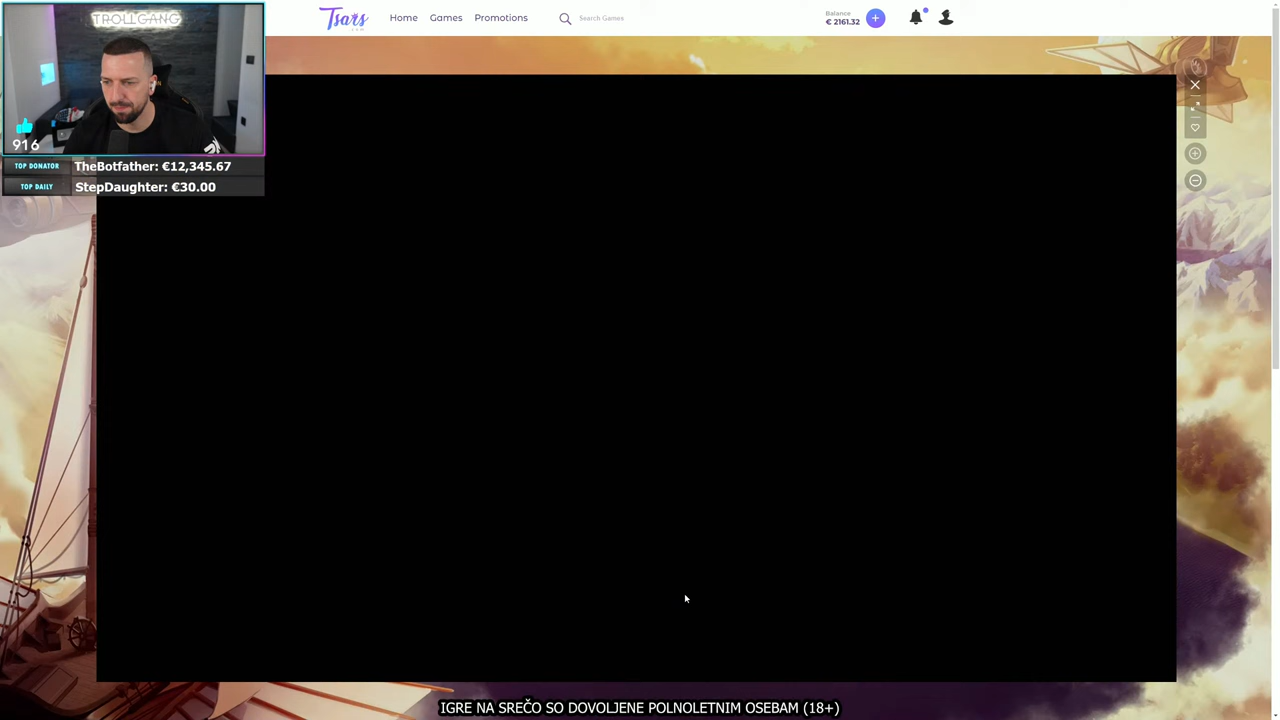 TROLLGANG
916
TOP DONATOR TheBotfather: €12,345.67
TOP DAILY StepDaughter: €30.00
Tsars
.com
Home Games Promotions Search Games
Balance
€ 2161.32
IGRE NA SREČO SO DOVOLJENE POLNOLETNIM OSEBAM (18+)